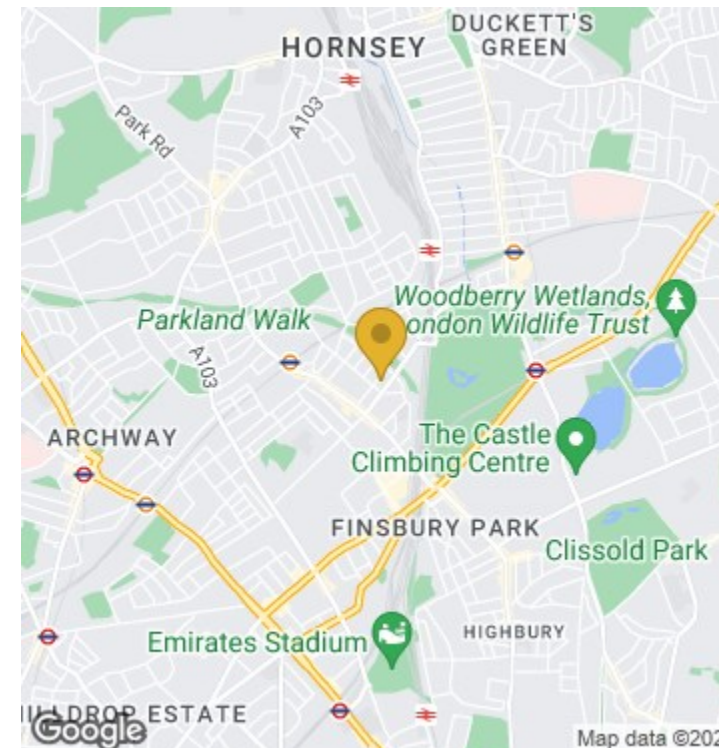 DUCKETT'S
GREEN
HORNSEY
Park Rd
A103
Woodberry Wetlands,
ondon Wildlife Trust
Parkland Walk
A103
ARCHWAY
The Castle
Climbing Centre
FINSBURY PARK
Clissold Park
Emirates Stadium
HIGHBURY
ILLDROP ESTATE
Google
Map data ©202